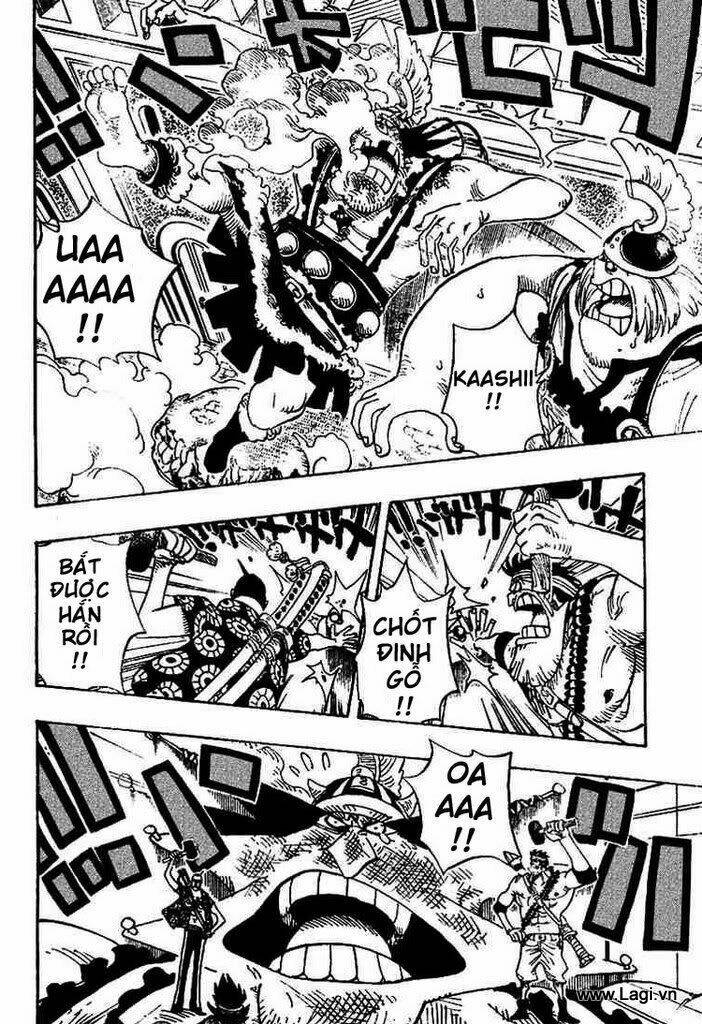 UAA
AAAA
!!
KAASHII
!!
CHỐT
ĐINH
GỖ
!!
BẮT
ĐƯỢC
HẮN
RỒI
!!
OA
AAA
!!
www.Lagi.vn